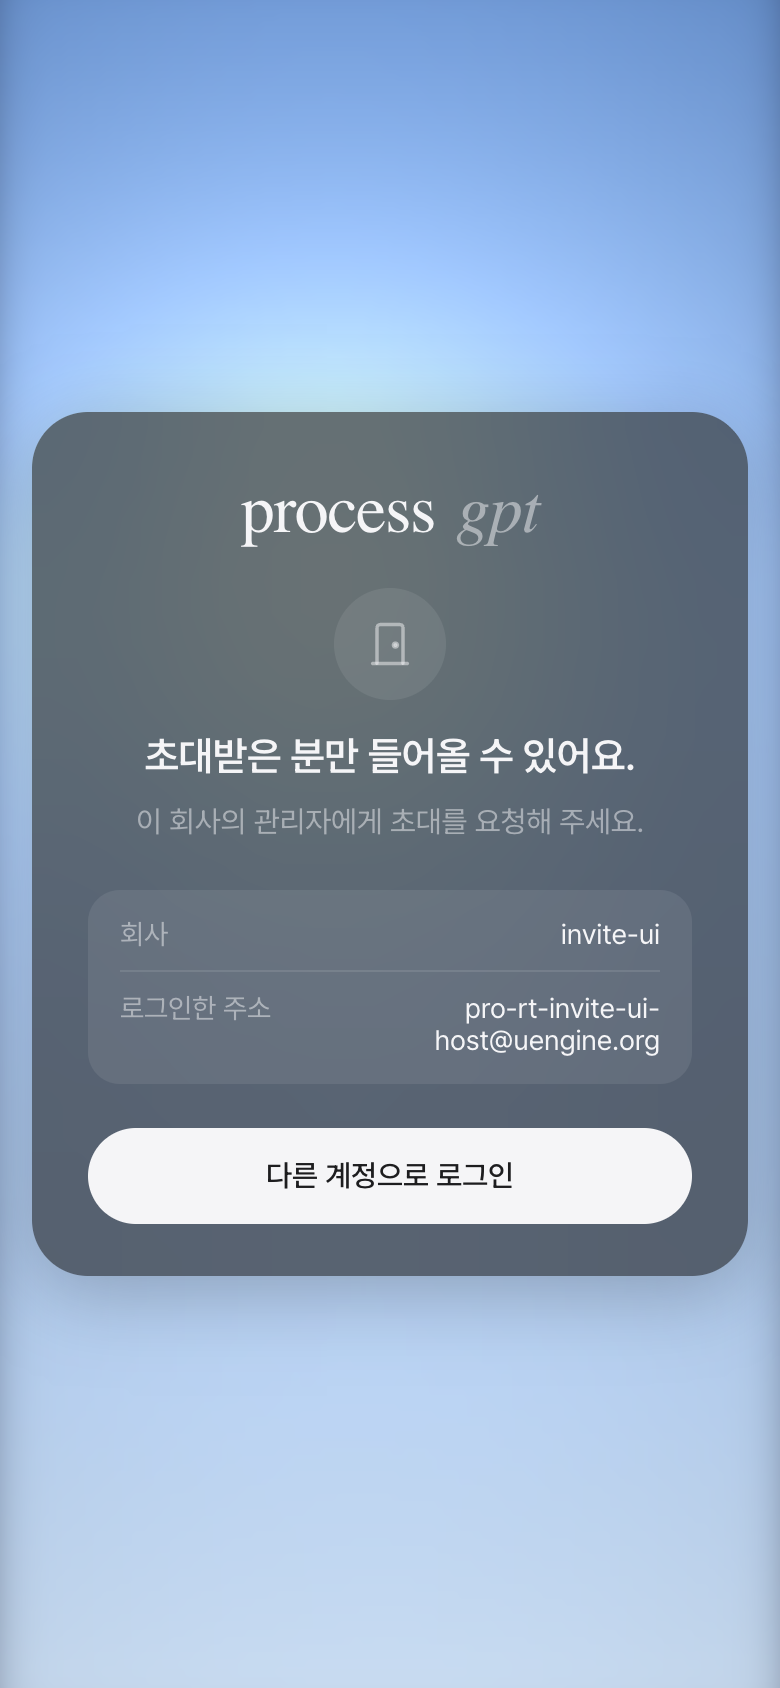 process gpt
초대받은 분만 들어올 수 있어요.
이 회사의 관리자에게 초대를 요청해 주세요.
회사 invite-ui
로그인한 주소 pro-rt-invite-ui-
host@uengine.org
다른 계정으로 로그인